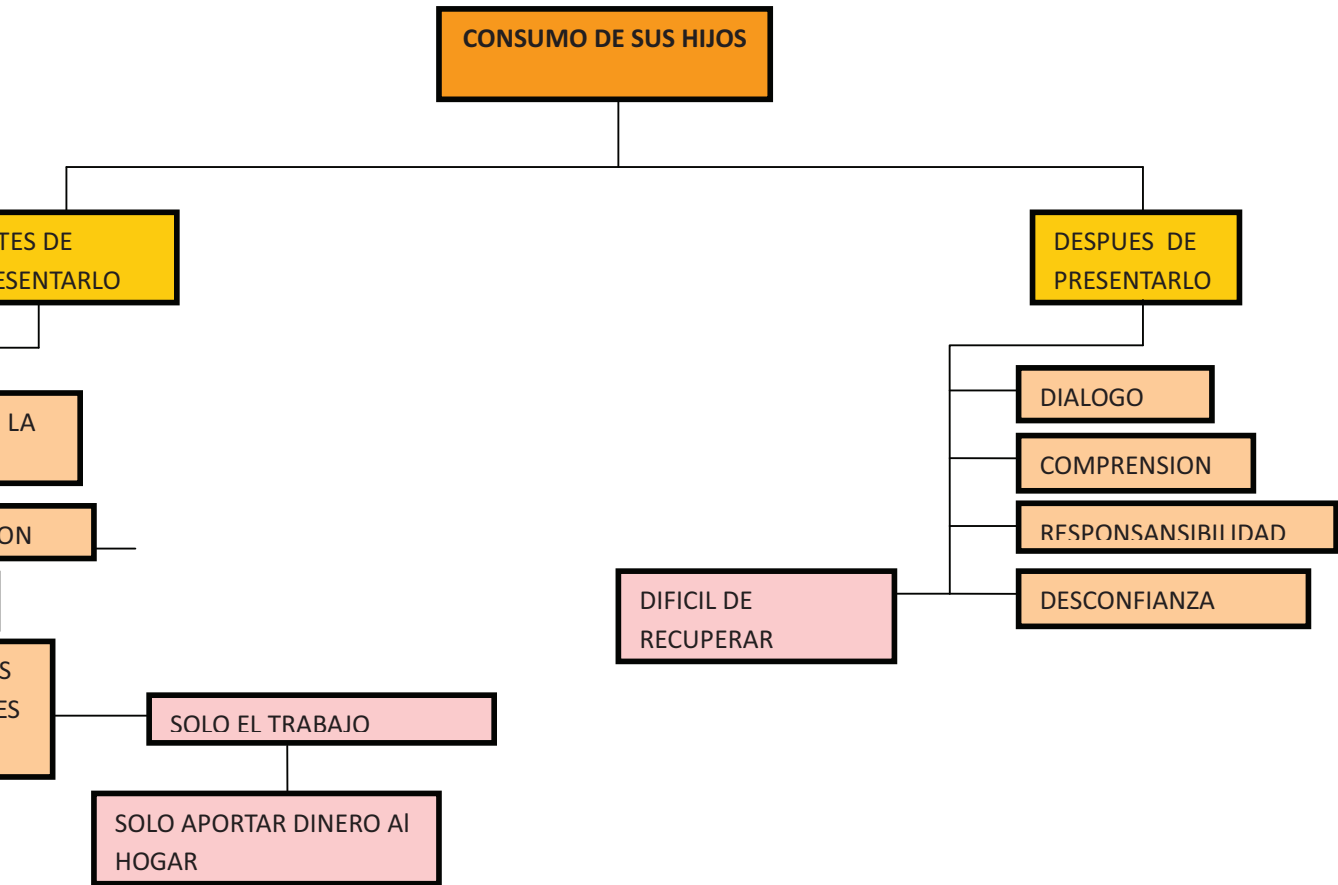 CONSUMO DE SUS HIJOS
TES DE
ESENTARLO
DESPUES DE
PRESENTARLO
LA
ON
S
ES
SOLO EL TRABAJO
SOLO APORTAR DINERO Al
HOGAR
DIALOGO
COMPRENSION
RESPONSANSIBILIDAD
DESCONFIANZA
DIFICIL DE
RECUPERAR